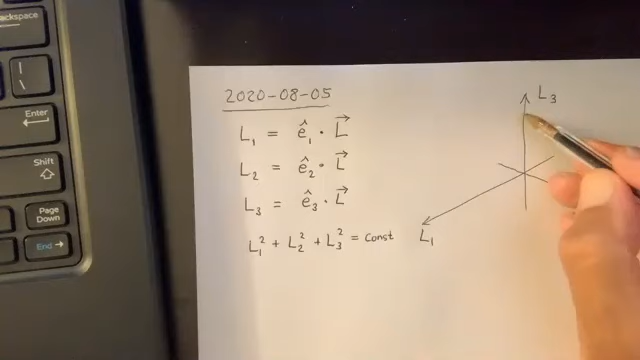 ckspace
|
\
Enter
Shift
Page
Down
End
2020-08-05
L₁ = ê₁ · L⃗
L₂ = ê₂ · L⃗
L₃ = ê₃ · L⃗
L₁² + L₂² + L₃² = const
L₃
L₁